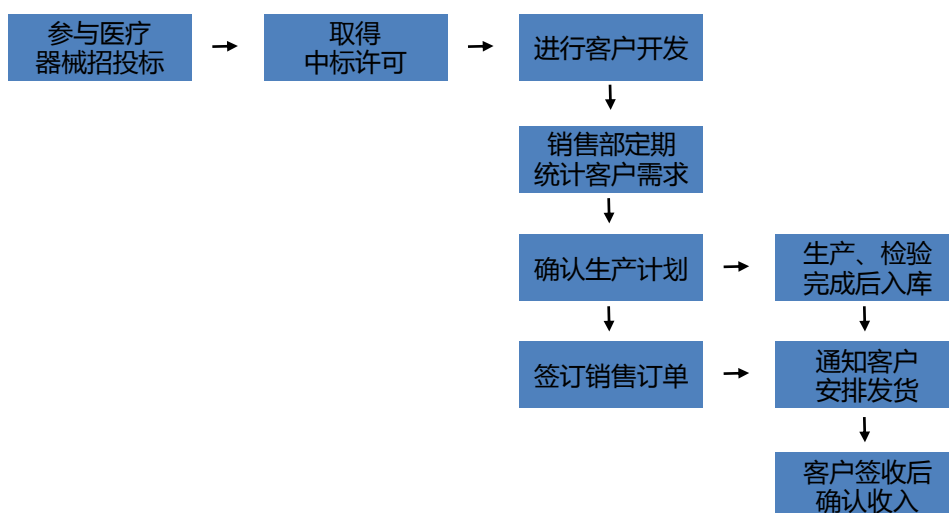 参与医疗
器械招投标
取得
中标许可
进行客户开发
销售部定期
统计客户需求
确认生产计划
生产、检验
完成后入库
签订销售订单
通知客户
安排发货
客户签收后
确认收入